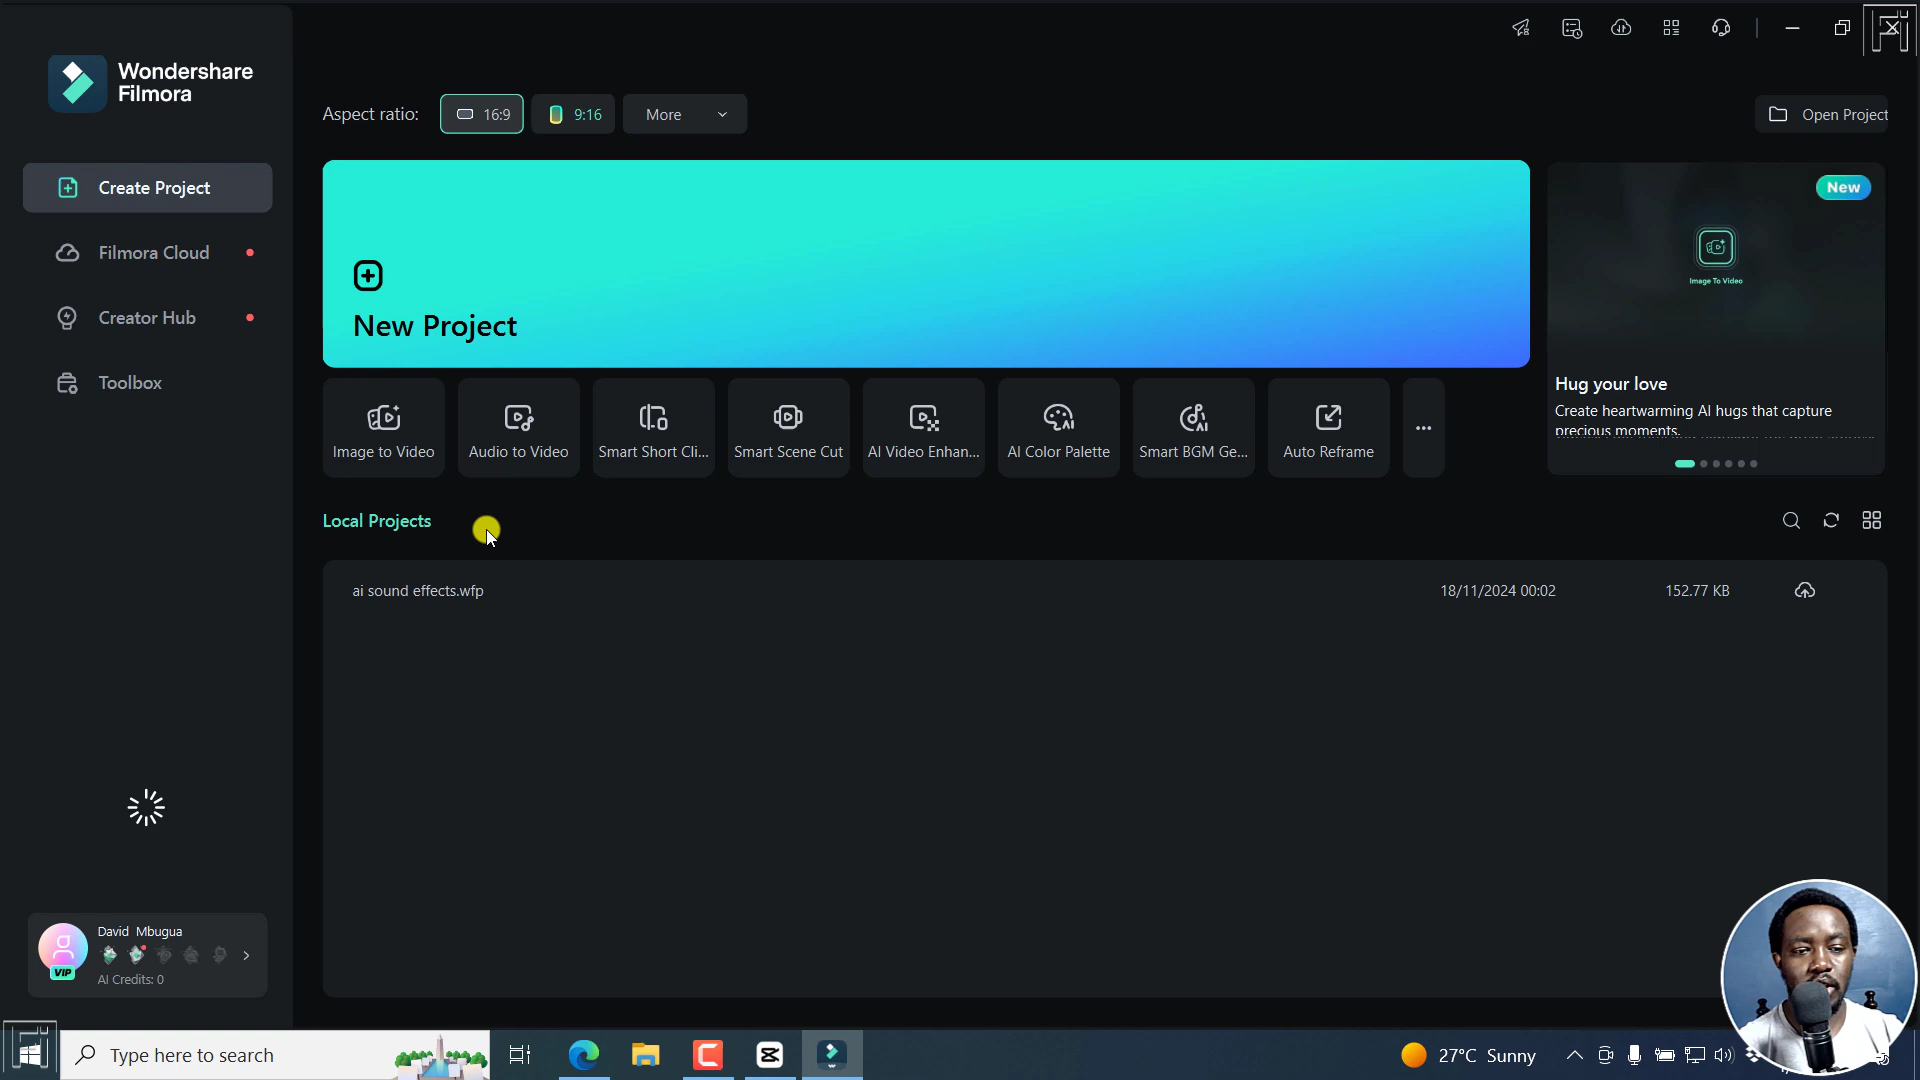 Wondershare
Filmora
Aspect ratio:
16:9
9:16
More
Open Project
Create Project
Filmora Cloud
Creator Hub
Toolbox
New Project
New
Image To Video
Hug your love
Create heartwarming AI hugs that capture
precious moments.
Image to Video
Audio to Video
Smart Short Cli...
Smart Scene Cut
AI Video Enhan...
AI Color Palette
Smart BGM Ge...
Auto Reframe
...
Local Projects
ai sound effects.wfp
18/11/2024 00:02
152.77 KB
David Mbugua
VIP
AI Credits: 0
Type here to search
27°C Sunny